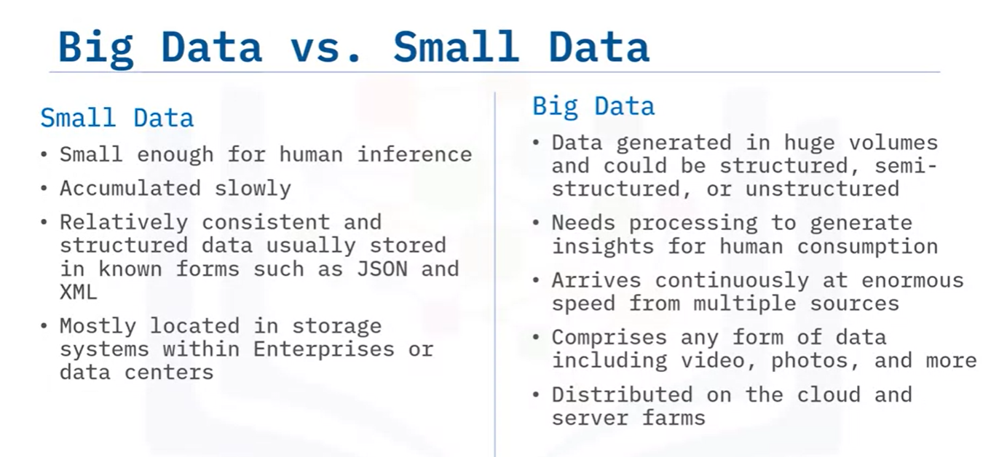 Big Data vs. Small Data
Small Data
• Small enough for human inference
• Accumulated slowly
• Relatively consistent and
structured data usually stored
in known forms such as JSON and
XML
• Mostly located in storage
systems within Enterprises or
data centers
Big Data
• Data generated in huge volumes
and could be structured, semi-
structured, or unstructured
• Needs processing to generate
insights for human consumption
• Arrives continuously at enormous
speed from multiple sources
• Comprises any form of data
including video, photos, and more
• Distributed on the cloud and
server farms